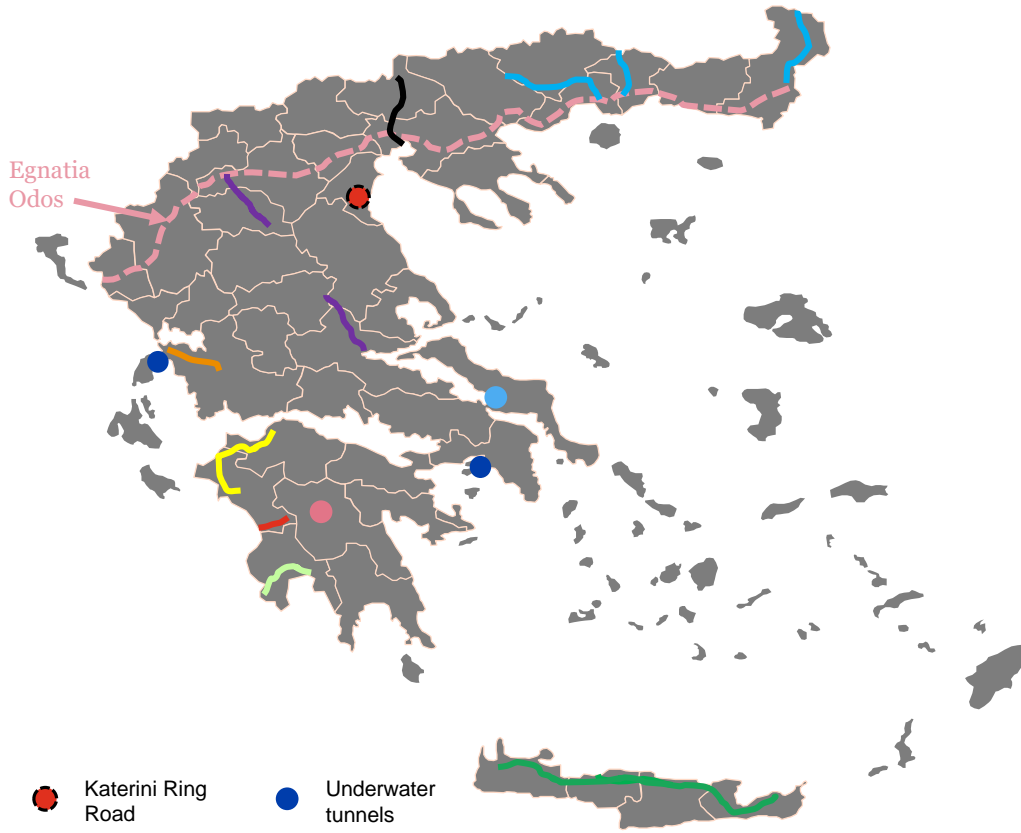 Egnatia
Odos
Katerini Ring
Road
Underwater
tunnels